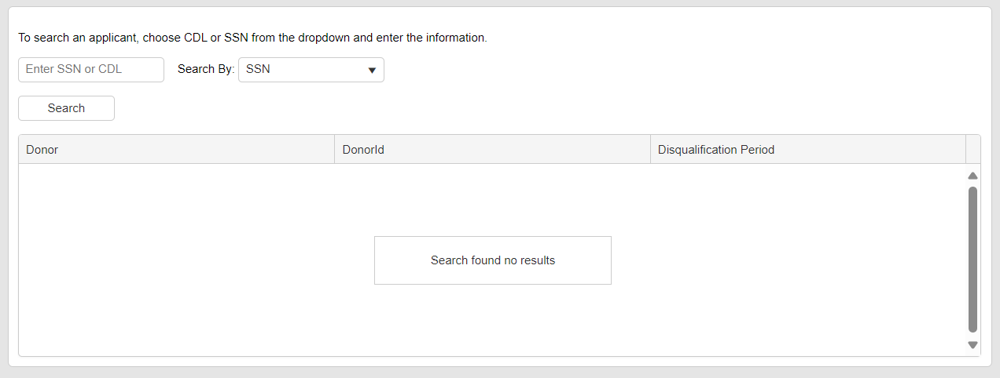 To search an applicant, choose CDL or SSN from the dropdown and enter the information.
Enter SSN or CDL Search By: SSN
Search
Donor DonorId Disqualification Period
Search found no results